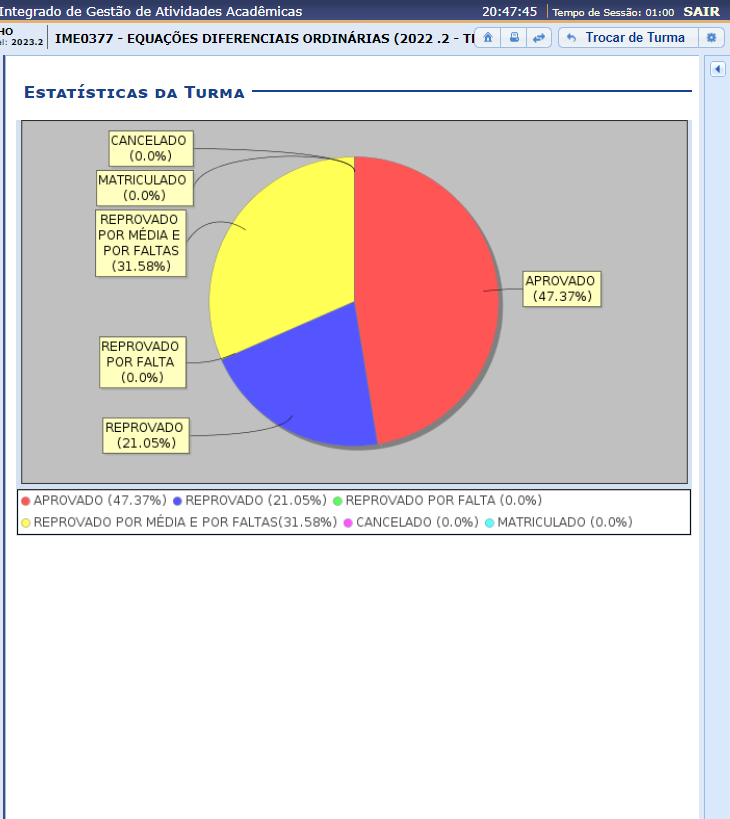 Integrado de Gestão de Atividades Acadêmicas 20:47:45 Tempo de Sessão: 01:00 SAIR
2023.2 IME0377 - EQUAÇÕES DIFERENCIAIS ORDINÁRIAS (2022 .2 - Trocar de Turma
Estatísticas da Turma
CANCELADO
(0.0%)
MATRICULADO
(0.0%)
REPROVADO
POR MÉDIA E
POR FALTAS
(31.58%)
APROVADO
(47.37%)
REPROVADO
POR FALTA
(0.0%)
REPROVADO
(21.05%)
APROVADO (47.37%) REPROVADO (21.05%) REPROVADO POR FALTA (0.0%)
REPROVADO POR MÉDIA E POR FALTAS(31.58%) CANCELADO (0.0%) MATRICULADO (0.0%)